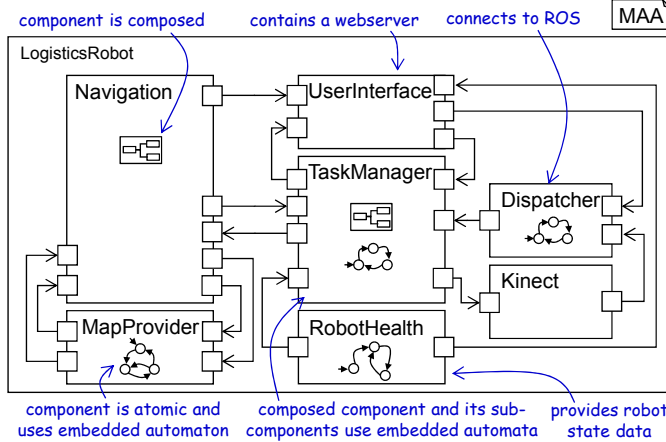 component is composed
contains a webserver
connects to ROS
MAA
LogisticsRobot
Navigation
UserInterface
TaskManager
Dispatcher
Kinect
MapProvider
RobotHealth
component is atomic and
uses embedded automaton
composed component and its sub-
components use embedded automata
provides robot
state data